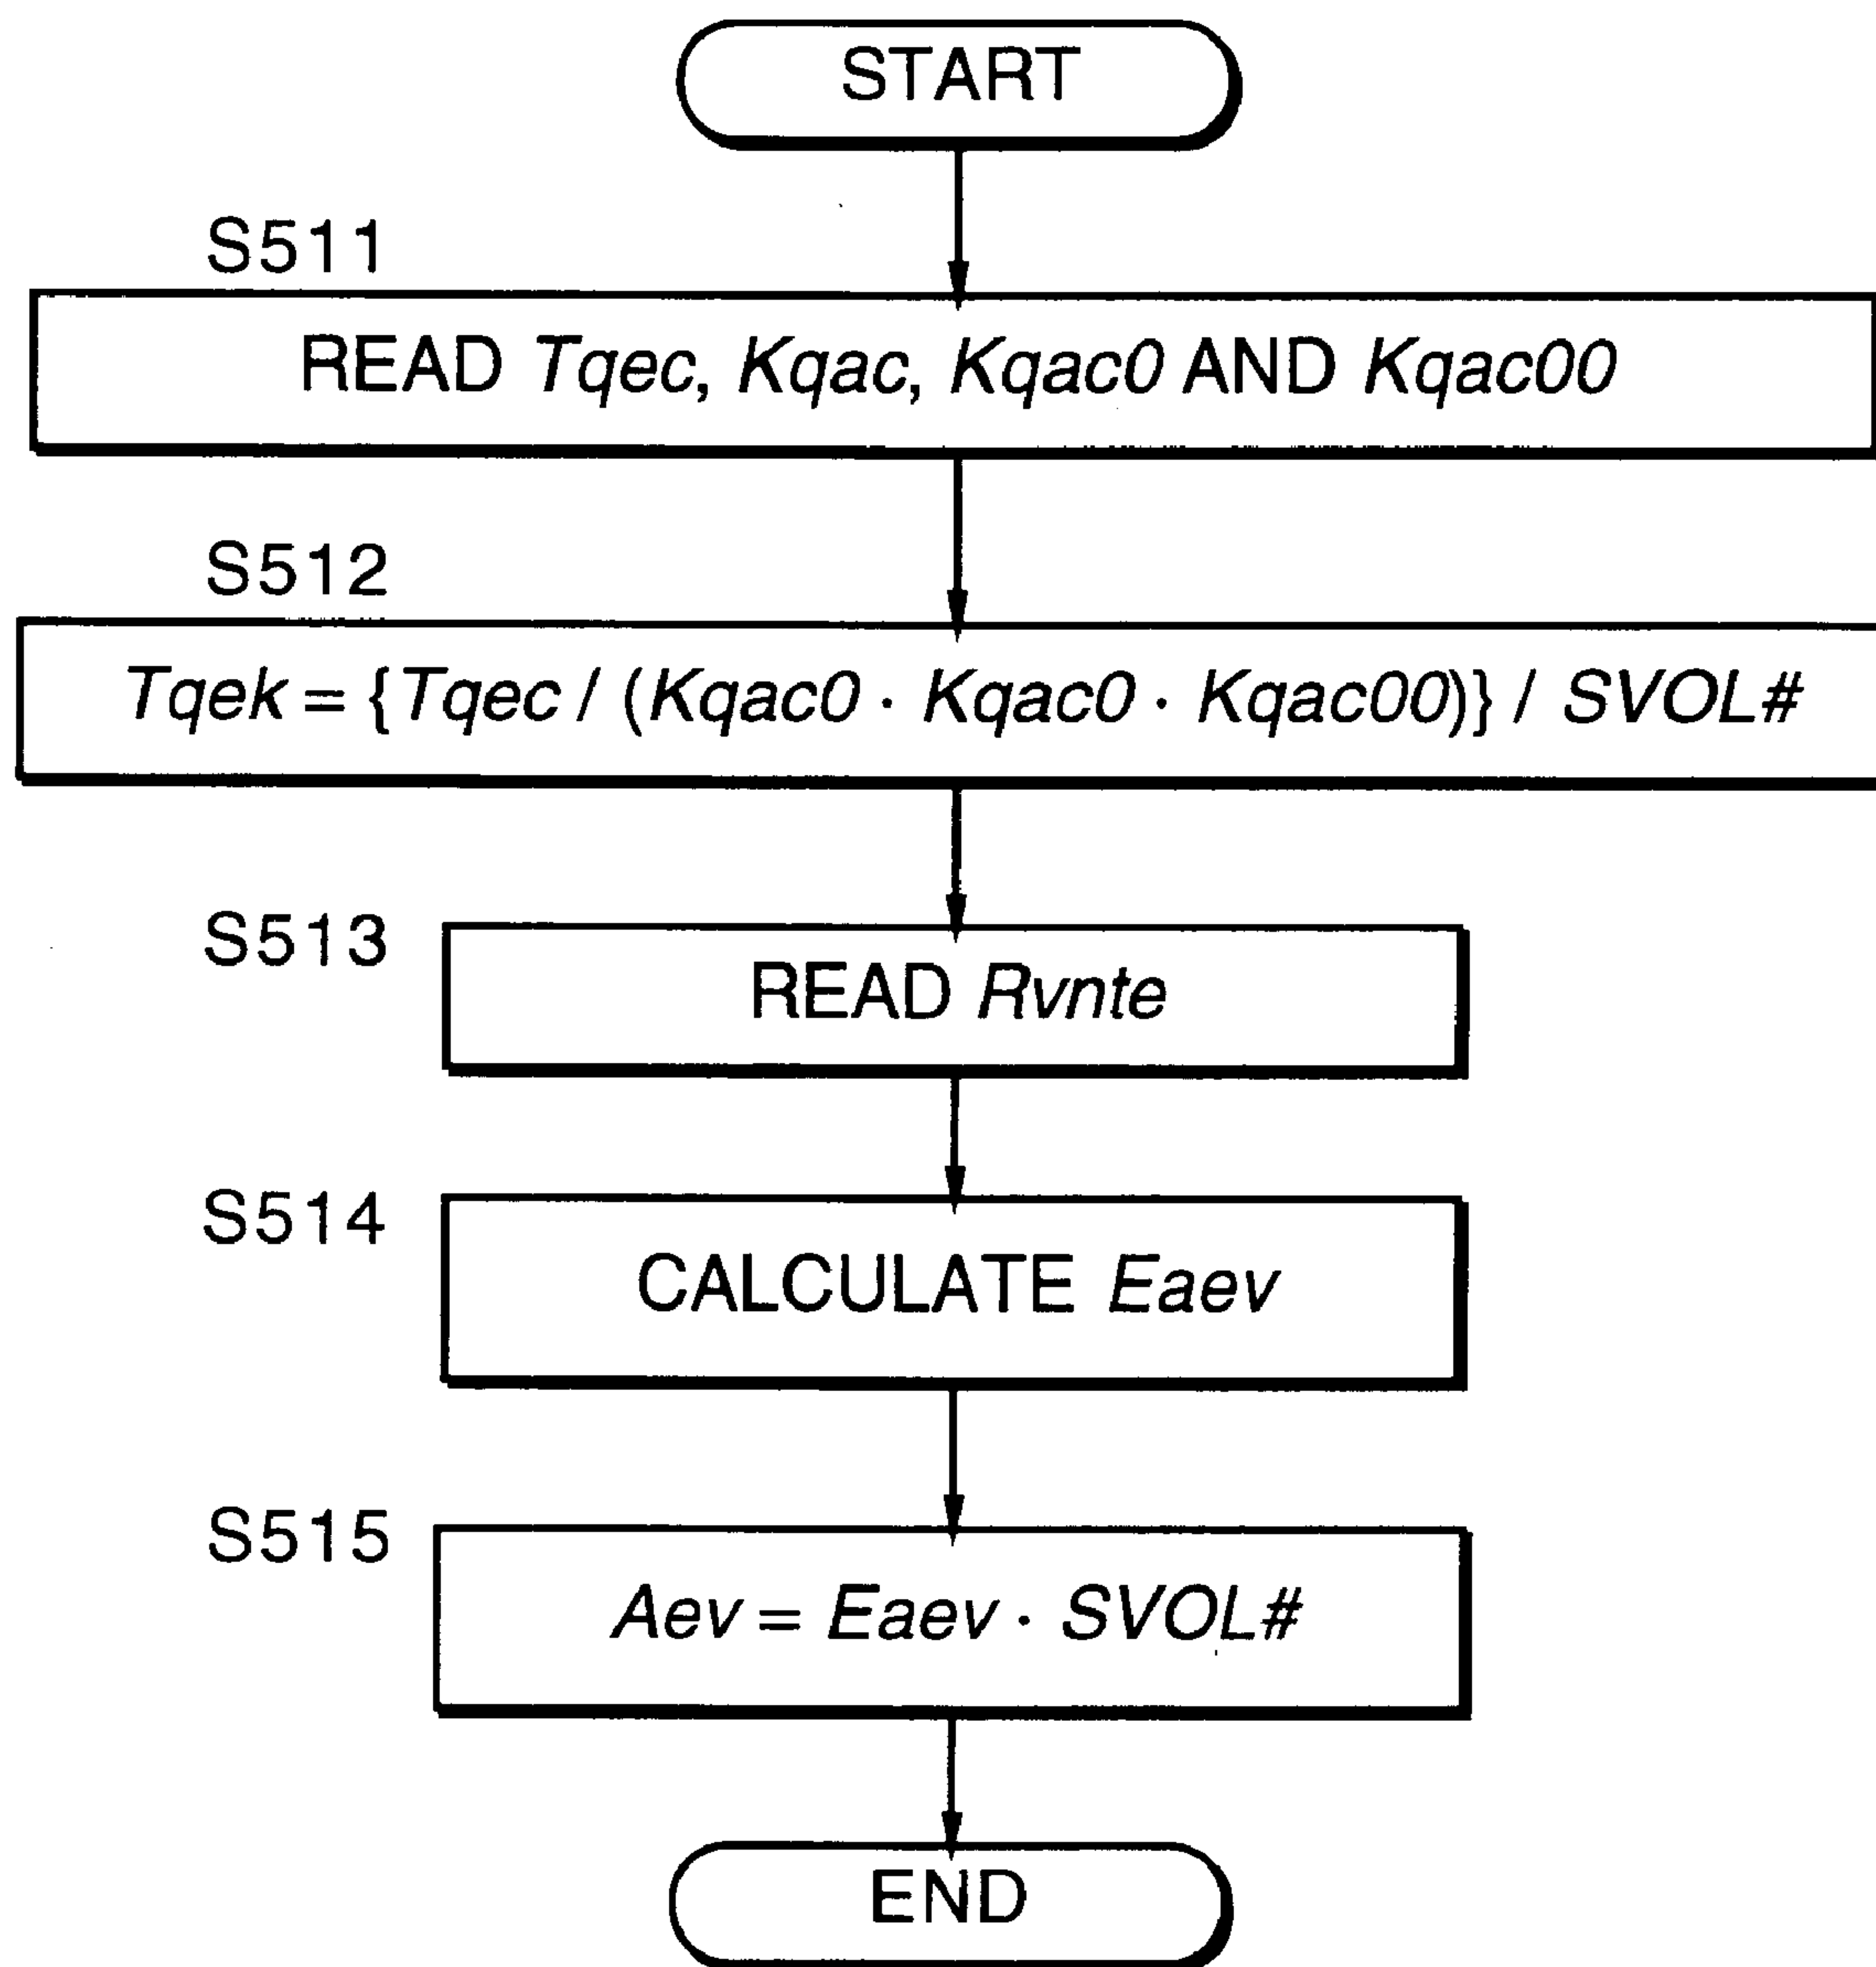 START
S511
READ Tqec, Kqac, Kqac0 AND Kqac00
S512
Tqek = {Tqec / (Kqac0 · Kqac0 · Kqac00)} / SVOL#
S513
READ Rvnte
S514
CALCULATE Eaev
S515
Aev = Eaev · SVOL#
END